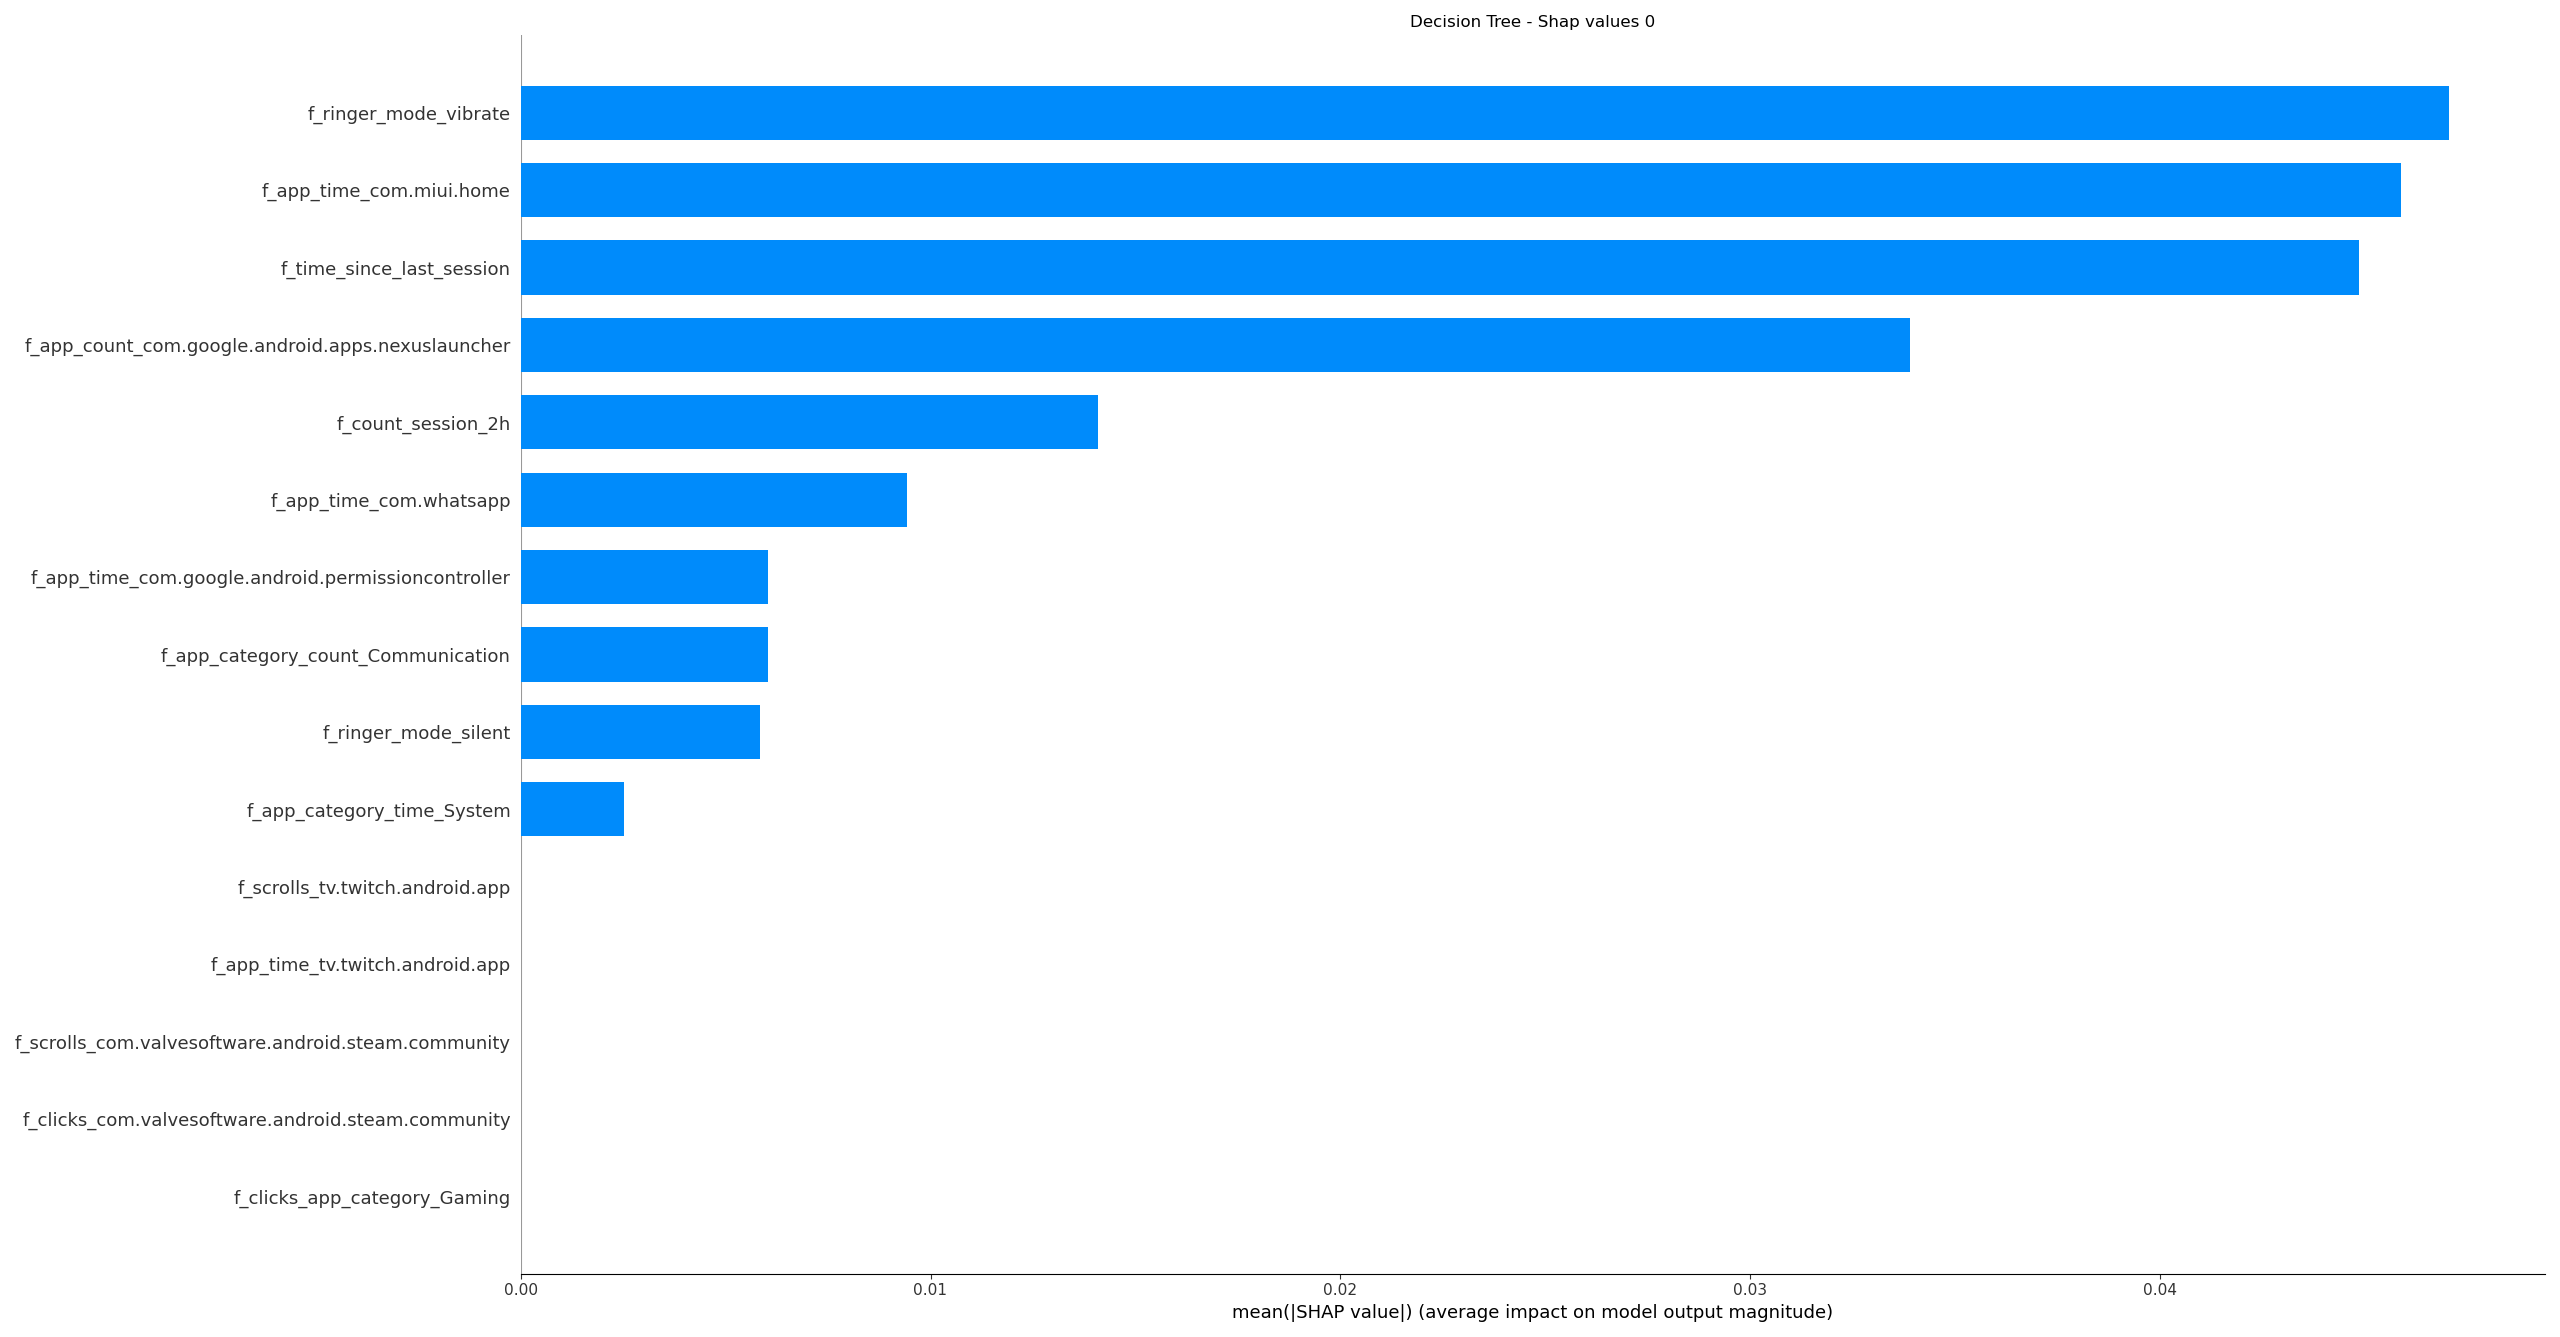 Decision Tree - Shap values 0
f_ringer_mode_vibrate
f_app_time_com.miui.home
f_time_since_last_session
f_app_count_com.google.android.apps.nexuslauncher
f_count_session_2h
f_app_time_com.whatsapp
f_app_time_com.google.android.permissioncontroller
f_app_category_count_Communication
f_ringer_mode_silent
f_app_category_time_System
f_scrolls_tv.twitch.android.app
f_app_time_tv.twitch.android.app
f_scrolls_com.valvesoftware.android.steam.community
f_clicks_com.valvesoftware.android.steam.community
f_clicks_app_category_Gaming
0.00 0.01 0.02 0.03 0.04
mean(|SHAP value|) (average impact on model output magnitude)